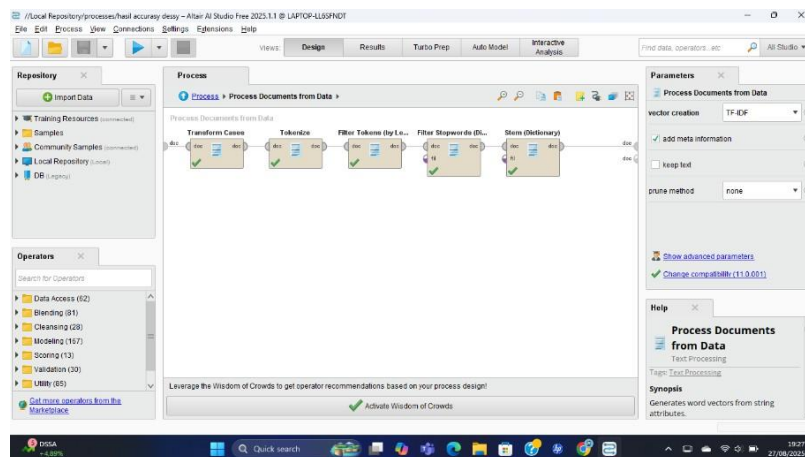 //Local Repository/processes/hasil accurasy dessy – Altair AI Studio Free 2025.1.1 @ LAPTOP-LL6SFNDT
File Edit Process View Connections Settings Extensions Help
Views: Design Results Turbo Prep Auto Model Interactive Analysis
Find data, operators...etc
All Studio
Repository
Import Data
Training Resources (connected)
Samples
Community Samples (connected)
Local Repository (Local)
DB (Legacy)
Operators
Search for Operators
Data Access (62)
Blending (81)
Cleansing (28)
Modeling (167)
Scoring (13)
Validation (30)
Utility (85)
Get more operators from the Marketplace
Process
Process Process Documents from Data
Process Documents from Data
Transform Cases Tokenize Filter Tokens (by Le... Filter Stopwords (Di... Stem (Dictionary)
doc doc doc doc doc doc doc doc doc doc doc doc
doc
Leverage the Wisdom of Crowds to get operator recommendations based on your process design!
Activate Wisdom of Crowds
Parameters
Process Documents from Data
vector creation TF-IDF
add meta information
keep text
prune method none
Show advanced parameters
Change compatibility (11.0.001)
Help
Process Documents from Data
Text Processing
Tags: Text Processing
Synopsis
Generates word vectors from string attributes.
DSSA
+4,89%
Quick search
19:27
27/08/2025